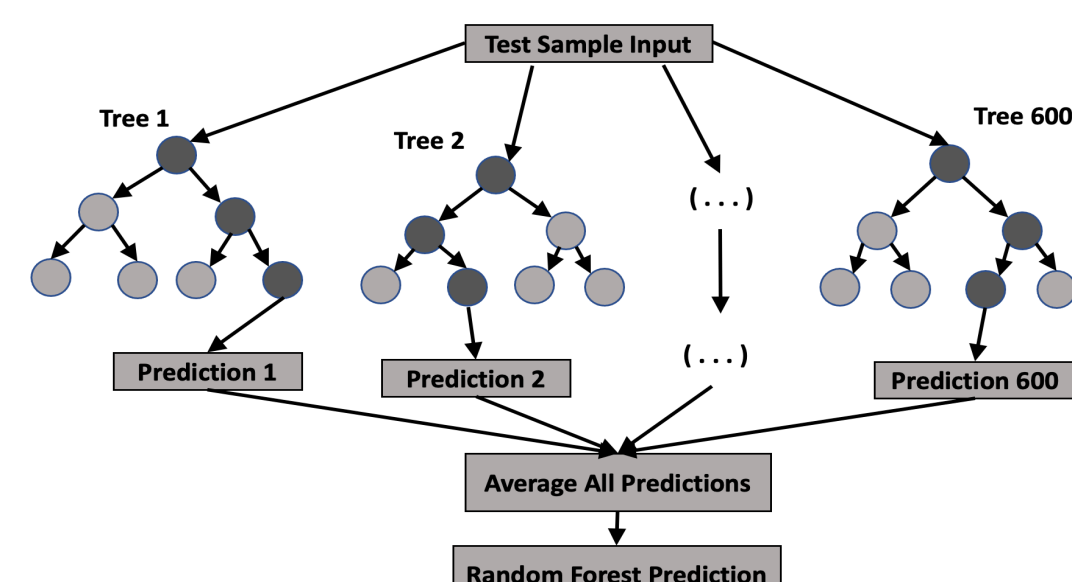 Test Sample Input
Tree 1
Tree 2
Tree 600
(...)
(...)
Prediction 1
Prediction 2
Prediction 600
Average All Predictions
Random Forest Prediction